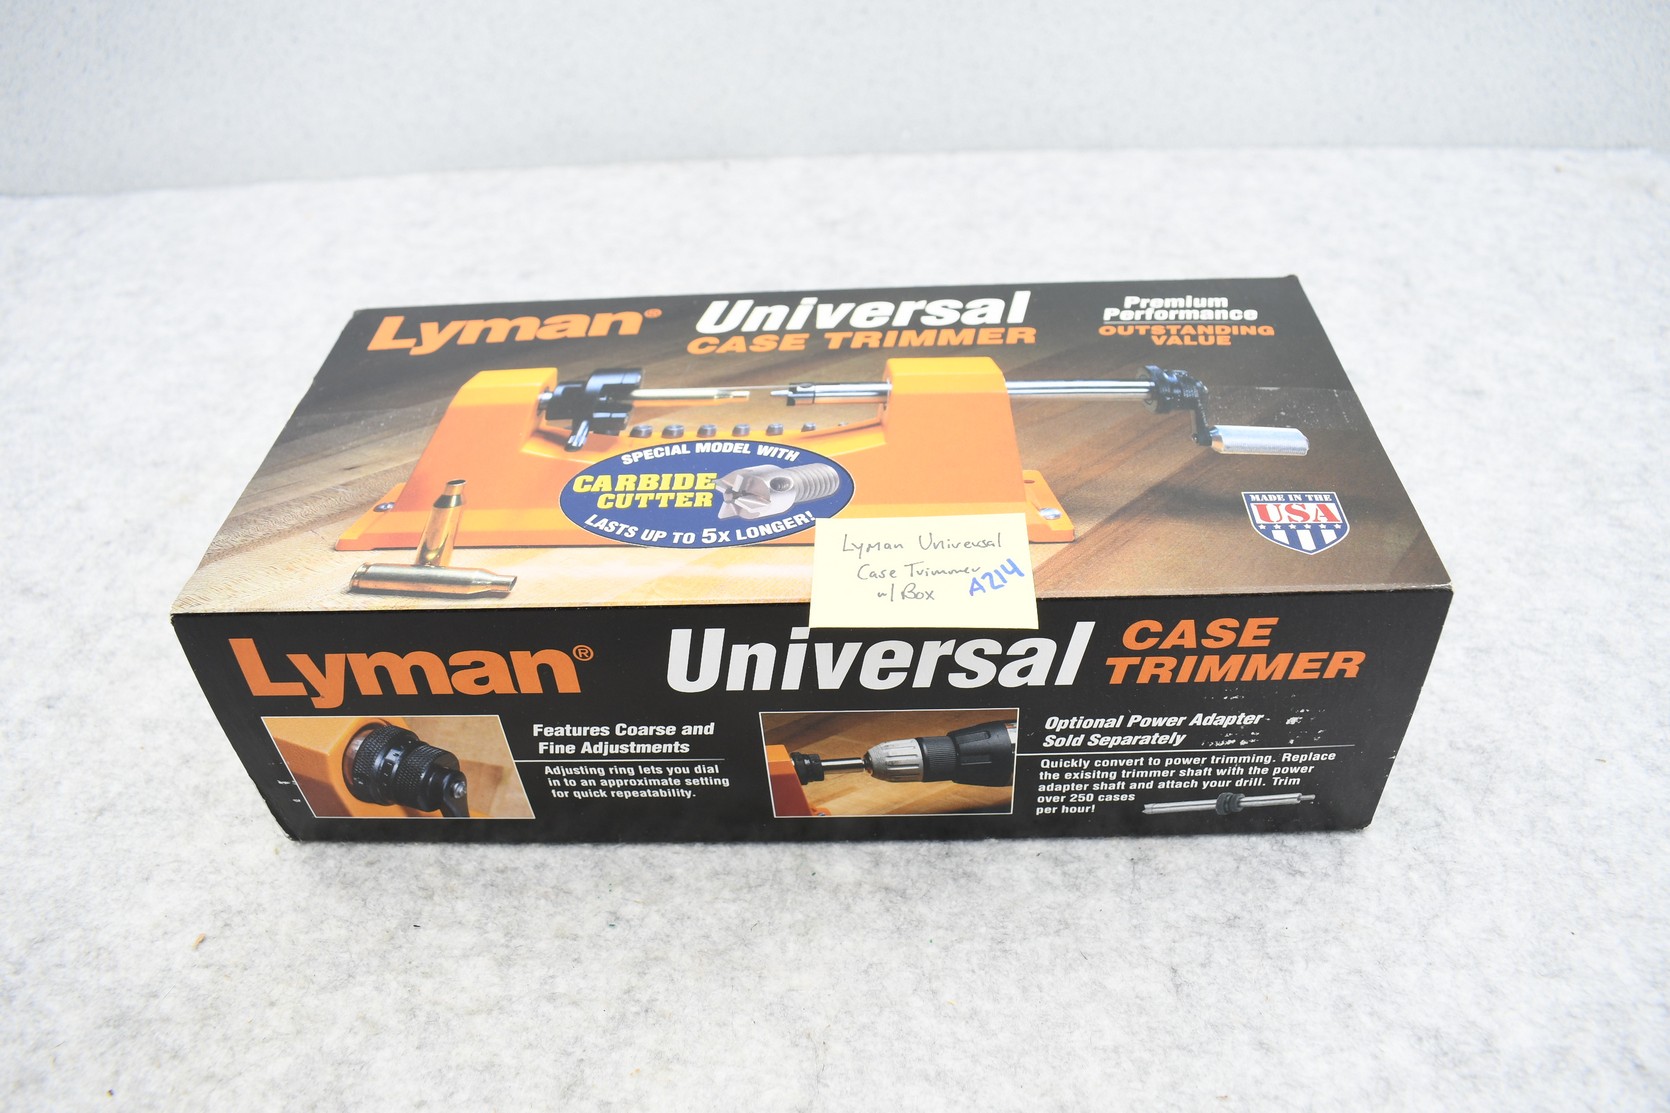 Lyman®
Universal
CASE TRIMMER
Premium
Performance
OUTSTANDING
VALUE
SPECIAL MODEL WITH
CARBIDE
CUTTER
LASTS UP TO 5X LONGER!
MADE IN THE
USA
Lyman Universal
Case Trimmer
w/ Box
A214
Lyman®
Universal
CASE
TRIMMER
Features Coarse and
Fine Adjustments
Adjusting ring lets you dial
in to an approximate setting
for quick repeatability.
Optional Power Adapter
Sold Separately
Quickly convert to power trimming. Replace
the exisitng trimmer shaft with the power
adapter shaft and attach your drill. Trim
over 250 cases
per hour!